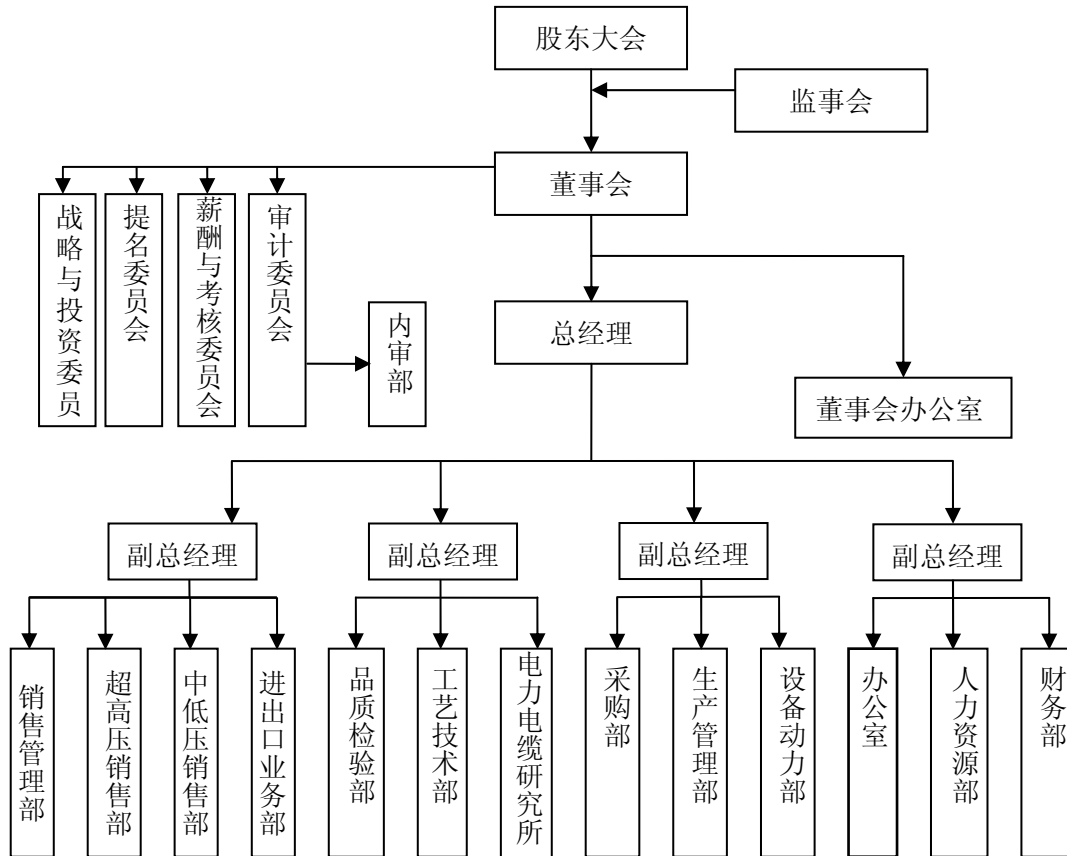 股东大会
监事会
董事会
战略与投资委员
提名委员会
薪酬与考核委员会
审计委员会
内审部
总经理
董事会办公室
副总经理
副总经理
副总经理
副总经理
销售管理部
超高压销售部
中低压销售部
进出口业务部
品质检验部
工艺技术部
电力电缆研究所
采购部
生产管理部
设备动力部
办公室
人力资源部
财务部